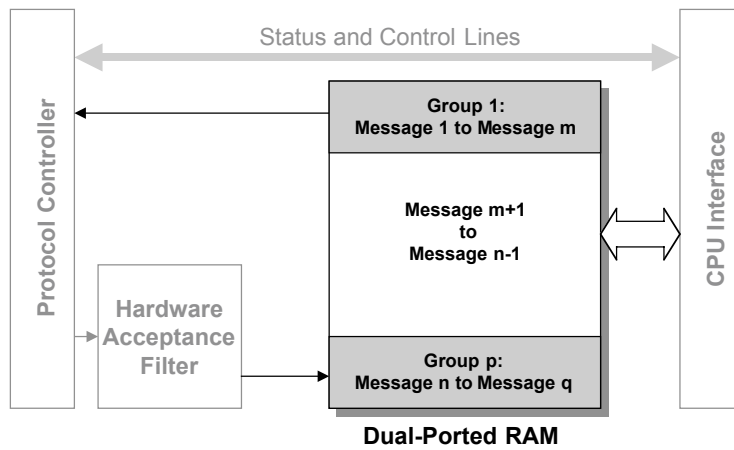 Status and Control Lines
Protocol Controller
Group 1:
Message 1 to Message m
Message m+1
to
Message n-1
CPU Interface
Hardware
Acceptance
Filter
Group p:
Message n to Message q
Dual-Ported RAM